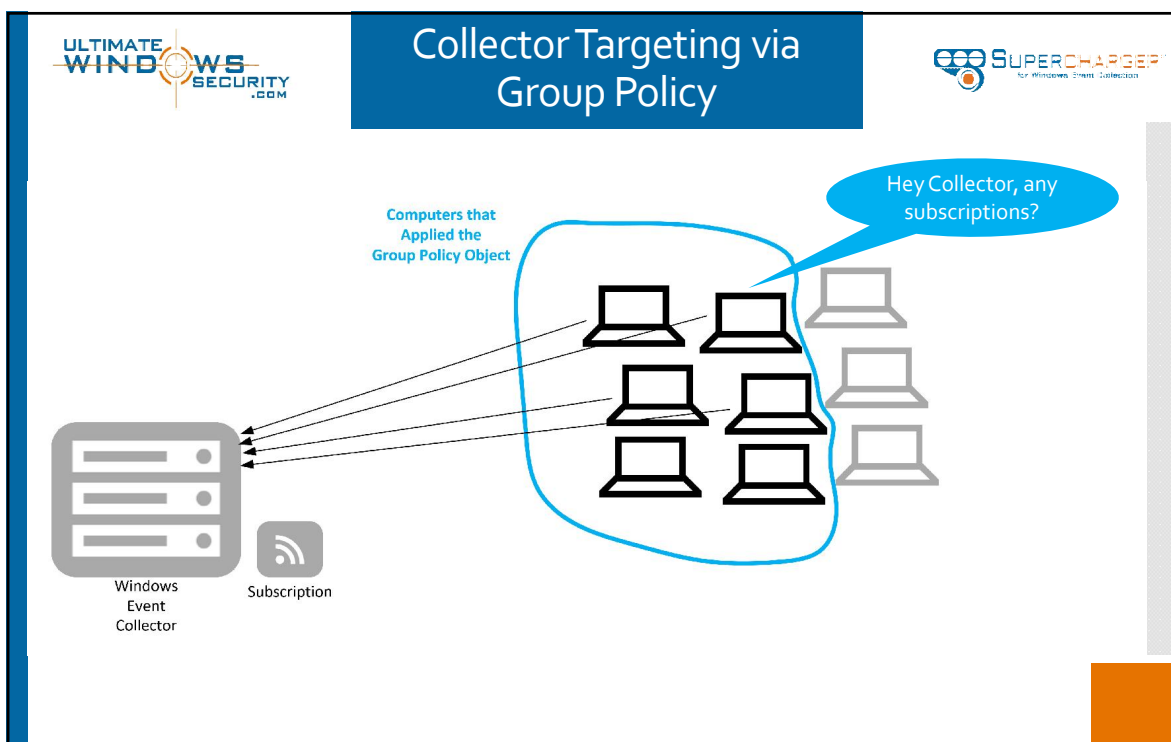 ULTIMATE
WINDOWS
SECURITY
.COM
Collector Targeting via
Group Policy
SUPERCHARGER
for Windows Event Collection
Hey Collector, any
subscriptions?
Computers that
Applied the
Group Policy Object
Windows
Event
Collector
Subscription